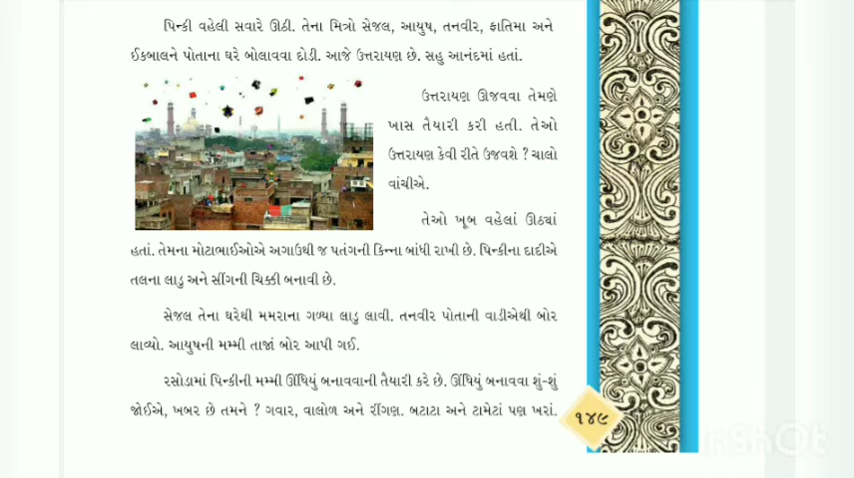 પિન્કી વહેલી સવારે ઊઠી. તેના મિત્રો સેજલ, આયુષ, તનવીર, ફાતિમા અને
ઈકબાલને પોતાના ઘરે બોલાવવા દોડી. આજે ઉત્તરાયણ છે. સહુ આનંદમાં હતાં.
ઉત્તરાયણ ઊજવવા તેમણે
ખાસ તૈયારી કરી હતી. તેઓ
ઉત્તરાયણ કેવી રીતે ઉજવશે ? ચાલો
વાંચીએ.
તેઓ ખૂબ વહેલાં ઊઠ્યાં
હતાં. તેમના મોટાભાઈઓએ અગાઉથી જ પતંગની કિન્ના બાંધી રાખી છે. પિન્કીના દાદીએ
તલના લાડુ અને સીંગની ચિક્કી બનાવી છે.
સેજલ તેના ઘરેથી મમરાના ગળ્યા લાડુ લાવી. તનવીર પોતાની વાડીએથી બોર
લાવ્યો. આયુષની મમ્મી તાજાં બોર આપી ગઈ.
રસોડામાં પિન્કીની મમ્મી ઊંધિયું બનાવવાની તૈયારી કરે છે. ઊંધિયું બનાવવા શું-શું
જોઈએ, ખબર છે તમને ? ગવાર, વાલોળ અને રીંગણ. બટાટા અને ટામેટાં પણ ખરાં.
૧૪૯
InShOt